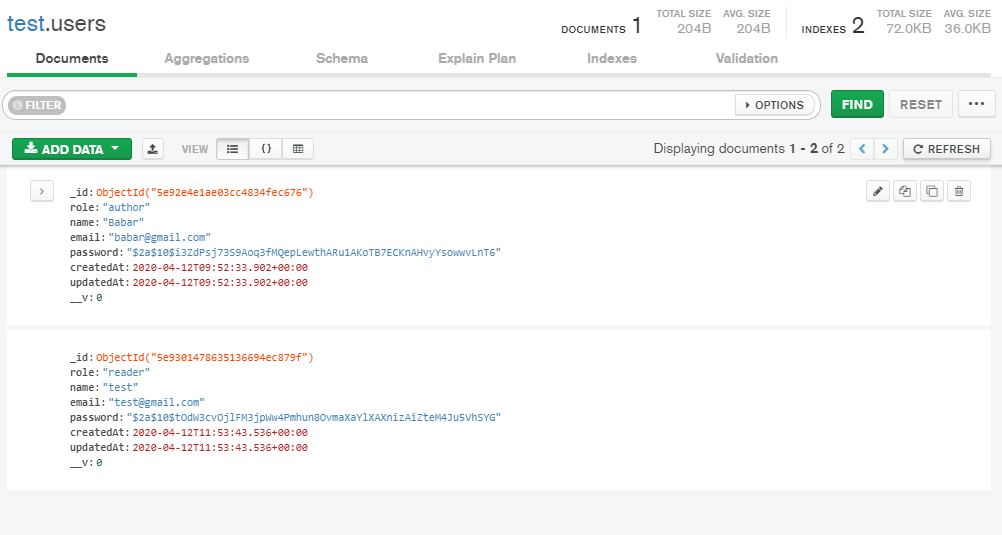 test.users
DOCUMENTS 1 TOTAL SIZE 204B AVG. SIZE 204B INDEXES 2 TOTAL SIZE 72.0KB AVG. SIZE 36.0KB
Documents Aggregations Schema Explain Plan Indexes Validation
FILTER OPTIONS FIND RESET ...
ADD DATA VIEW {} Displaying documents 1 - 2 of 2 < > REFRESH
_id: ObjectId("5e92e4e1ae03cc4834fec676")
role: "author"
name: "Babar"
email: "babar@gmail.com"
password: "$2a$10$i3ZdPsj73S9Aoq3fMQepLewthARu1AKoTB7ECKnAHvyYsowwvLnT6"
createdAt: 2020-04-12T09:52:33.902+00:00
updatedAt: 2020-04-12T09:52:33.902+00:00
__v: 0
_id: ObjectId("5e9301478635136694ec879f")
role: "reader"
name: "test"
email: "test@gmail.com"
password: "$2a$10$tOdW3cvOjlFM3jpWw4Pmhun8OvmaXaYlXAXnizAiZteM4Ju5VhSYG"
createdAt: 2020-04-12T11:53:43.536+00:00
updatedAt: 2020-04-12T11:53:43.536+00:00
__v: 0